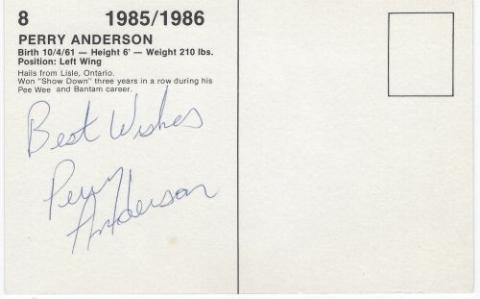 8 1985/1986
PERRY ANDERSON
Birth 10/4/61 — Height 6' — Weight 210 lbs.
Position: Left Wing
Hails from Lisle, Ontario.
Won "Show Down" three years in a row during his
Pee Wee and Bantam career.
Best Wishes
Perry
Anderson